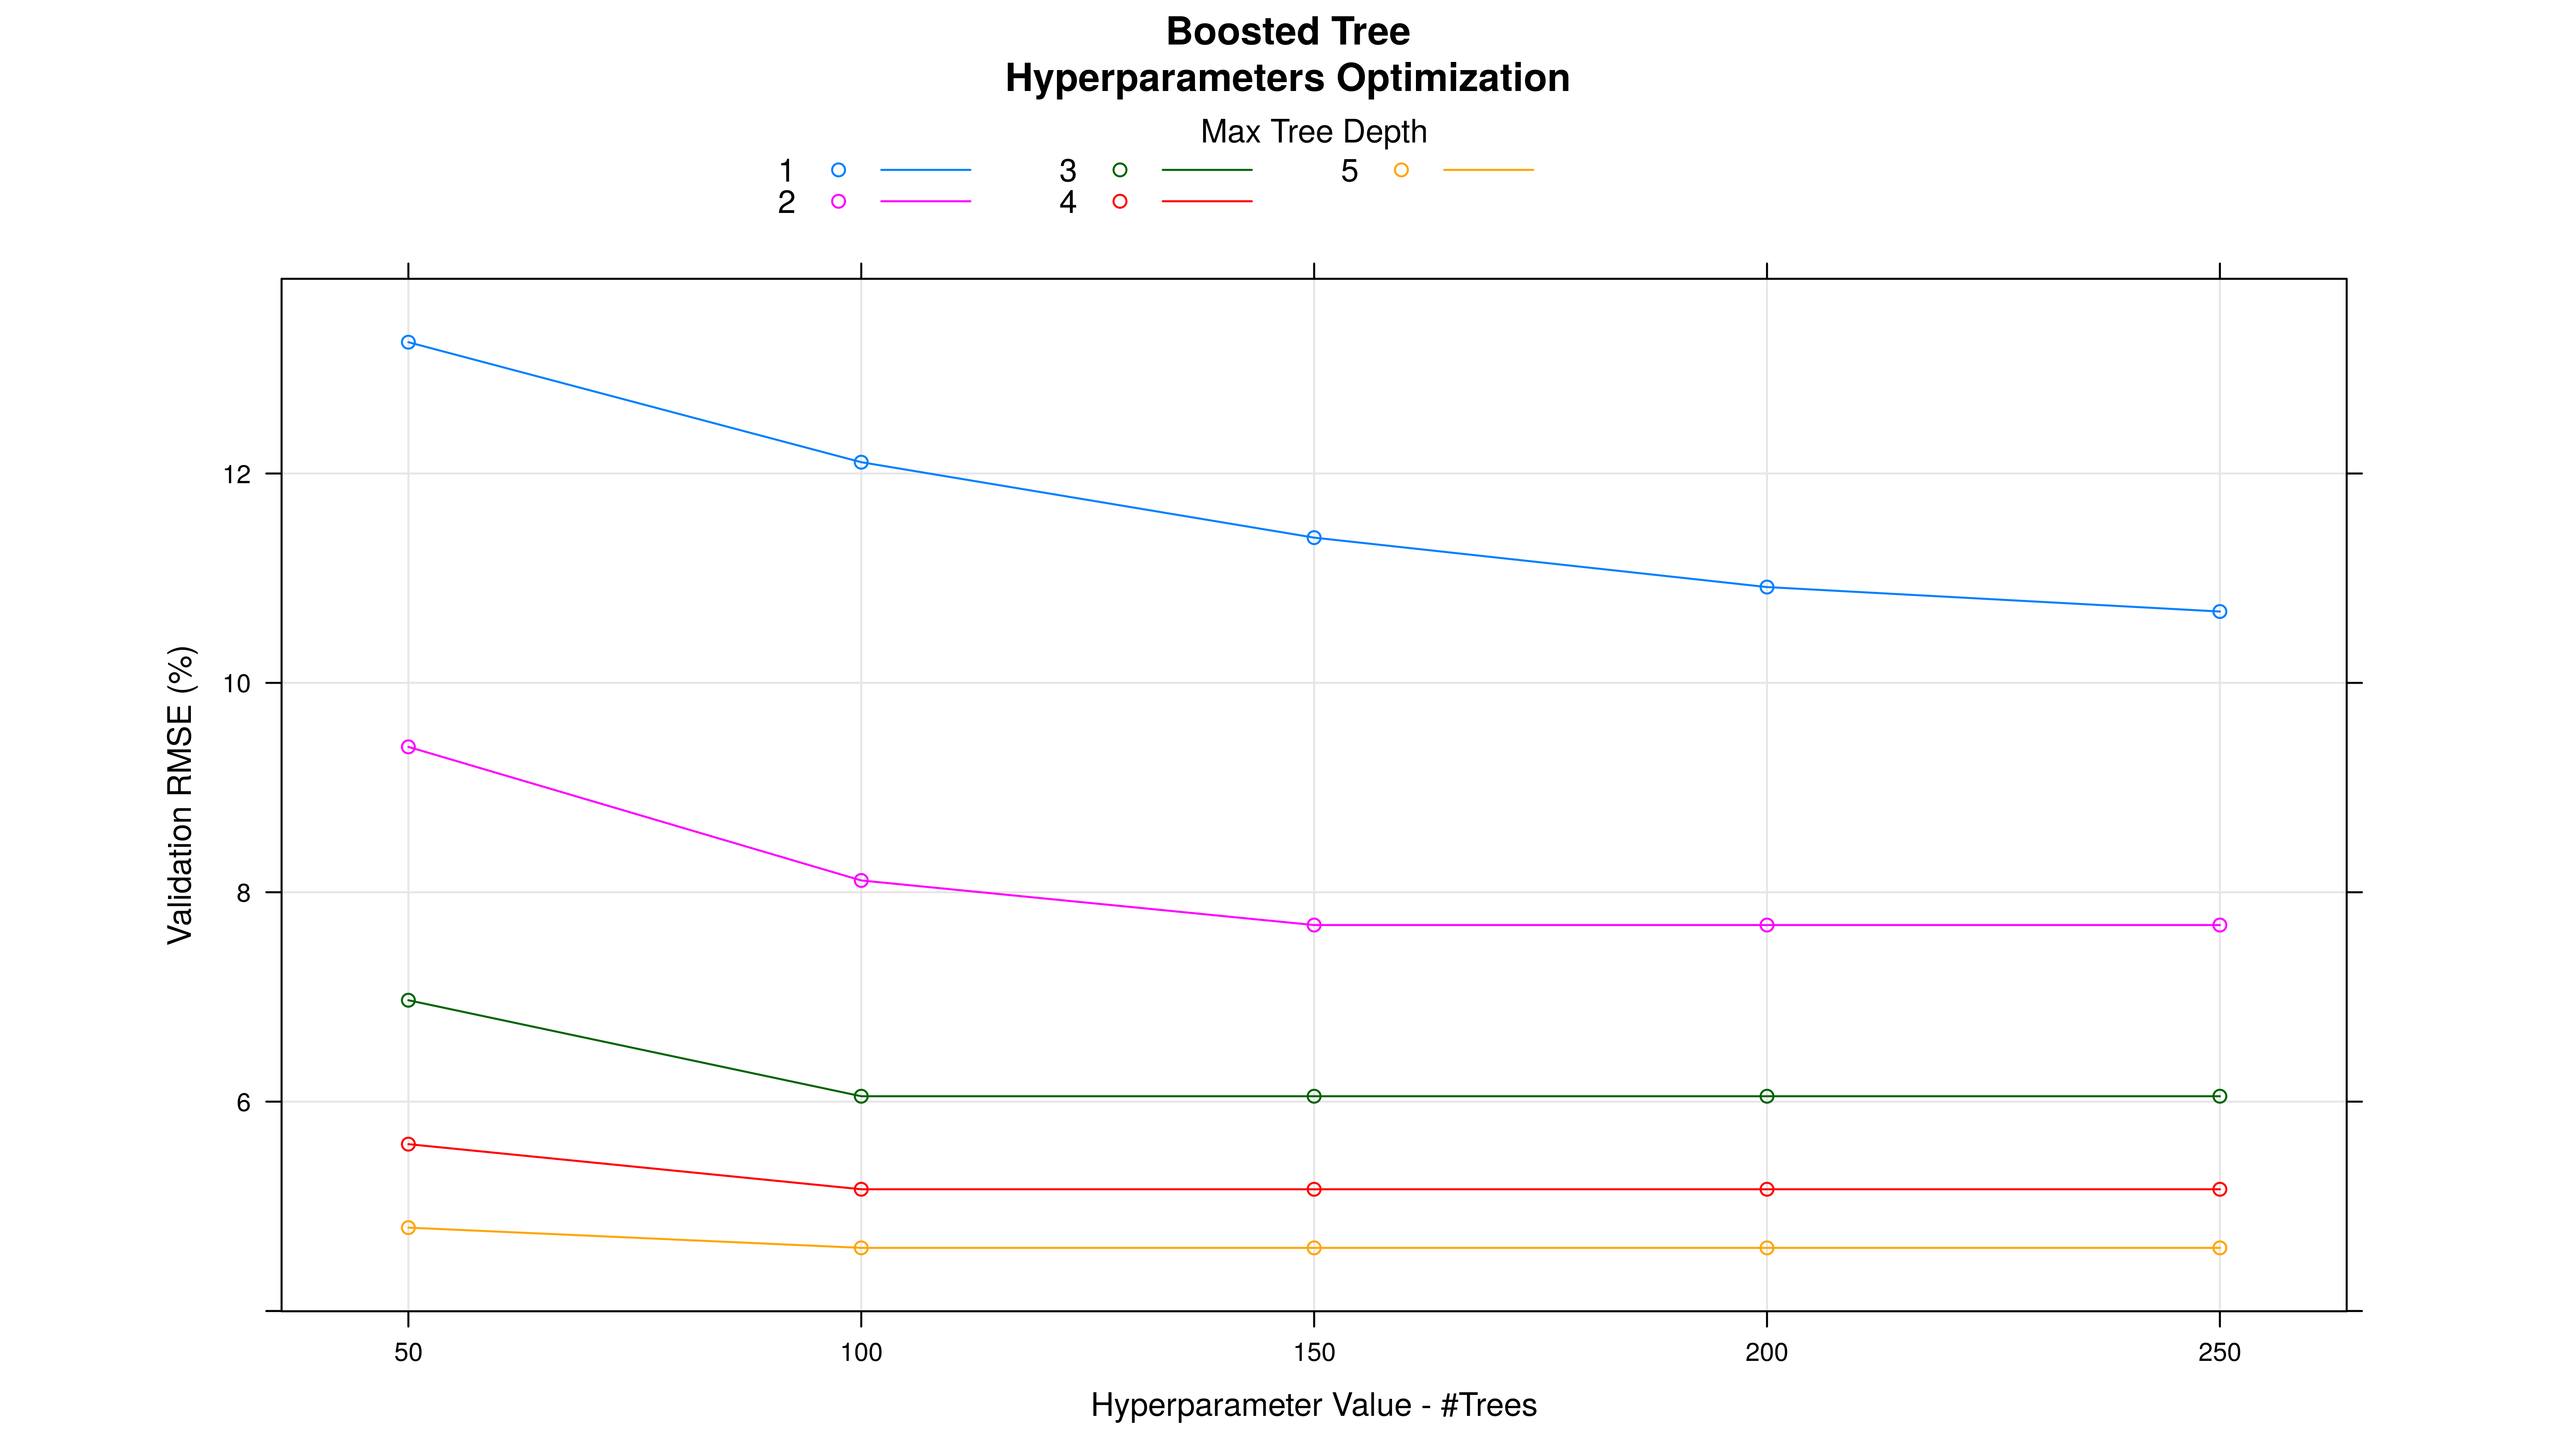 Boosted Tree
Hyperparameters Optimization
Max Tree Depth
1 3 5
2 4
12
10
8
6
Validation RMSE (%)
50 100 150 200 250
Hyperparameter Value - #Trees